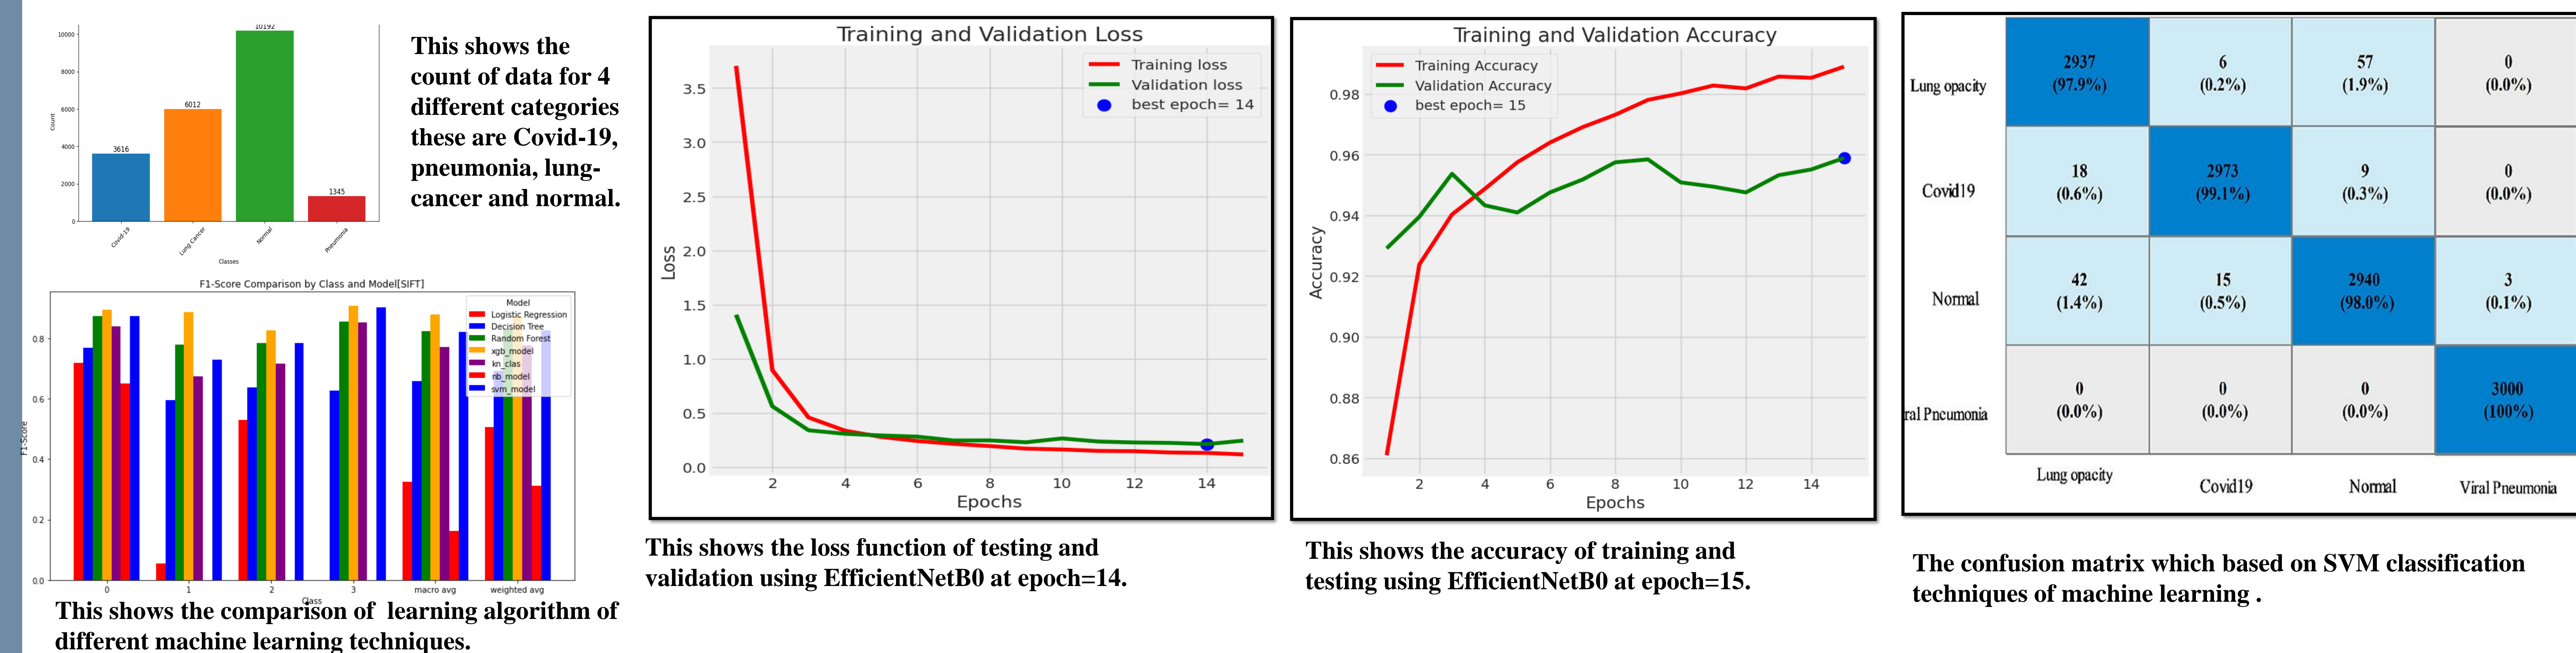 10192
10000
8000
6000
4000
2000
0
Count
3616
6012
1345
Covid-19
Lung Cancer
Normal
Pneumonia
Classes
This shows the
count of data for 4
different categories
these are Covid-19,
pneumonia, lung-
cancer and normal.
F1-Score Comparison by Class and Model[SIFT]
Model
Logistic Regression
Decision Tree
Random Forest
xgb_model
kn_clas
nb_model
svm_model
F1-Score
0.8
0.6
0.4
0.2
0.0
0
1
2
3
macro avg
weighted avg
Class
This shows the comparison of learning algorithm of
different machine learning techniques.
Training and Validation Loss
Training loss
Validation loss
best epoch= 14
Loss
3.5
3.0
2.5
2.0
1.5
1.0
0.5
0.0
2
4
6
8
10
12
14
Epochs
This shows the loss function of testing and
validation using EfficientNetB0 at epoch=14.
Training and Validation Accuracy
Training Accuracy
Validation Accuracy
best epoch= 15
Accuracy
0.98
0.96
0.94
0.92
0.90
0.88
0.86
2
4
6
8
10
12
14
Epochs
This shows the accuracy of training and
testing using EfficientNetB0 at epoch=15.
Lung opacity
2937
(97.9%)
6
(0.2%)
57
(1.9%)
0
(0.0%)
Covid19
18
(0.6%)
2973
(99.1%)
9
(0.3%)
0
(0.0%)
Normal
42
(1.4%)
15
(0.5%)
2940
(98.0%)
3
(0.1%)
ral Pneumonia
0
(0.0%)
0
(0.0%)
0
(0.0%)
3000
(100%)
Lung opacity
Covid19
Normal
Viral Pneumonia
The confusion matrix which based on SVM classification
techniques of machine learning .